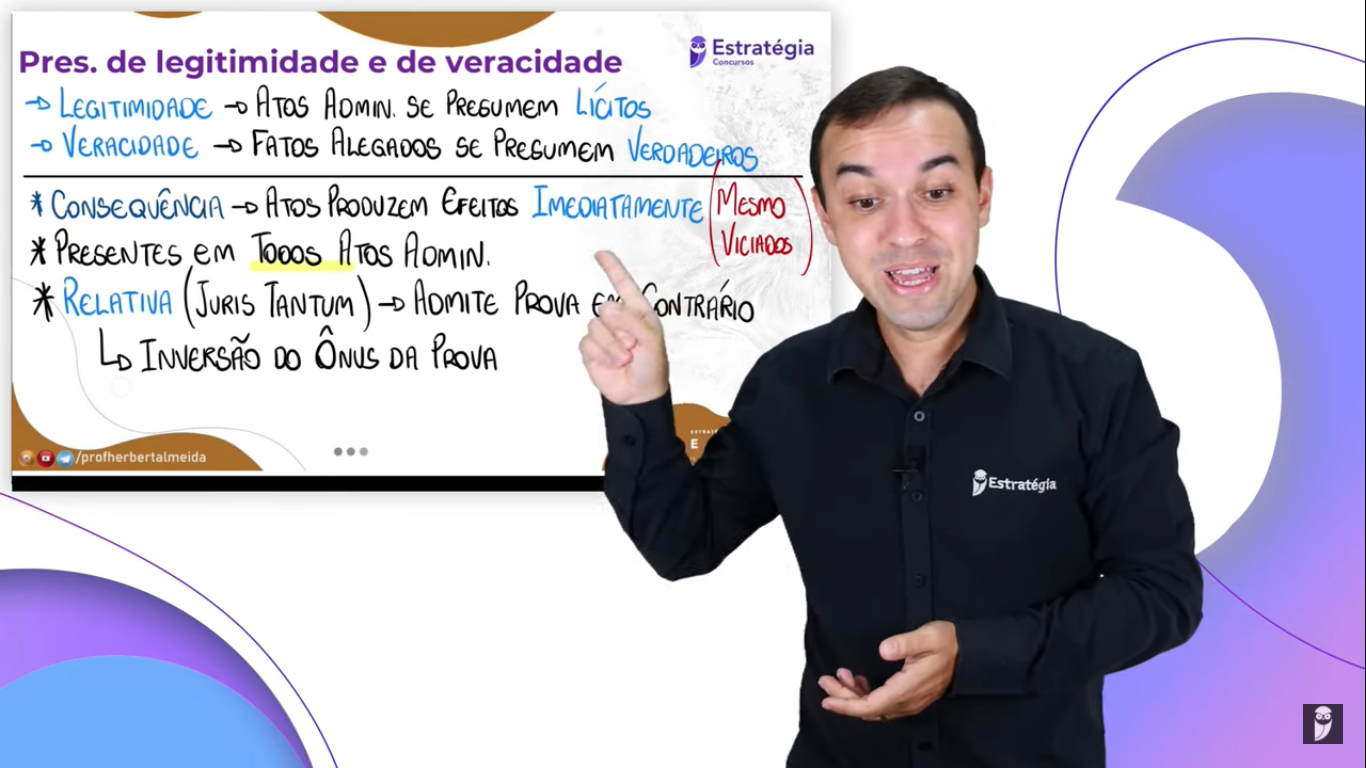 Pres. de legitimidade e de veracidade
Estratégia
Concursos
→ LEGITIMIDADE → ATOS ADMIN. SE PRESUMEM LÍCITOS
→ VERACIDADE → FATOS ALEGADOS SE PRESUMEM VERDADEIROS
* CONSEQUÊNCIA → ATOS PRODUZEM EFEITOS IMEDIATAMENTE (MESMO
VICIADOS)
* PRESENTES EM TODOS ATOS ADMIN.
* RELATIVA (JURIS TANTUM) → ADMITE PROVA EM CONTRÁRIO
↳ INVERSÃO DO ÔNUS DA PROVA
/profherbertalmeida
Estratégia